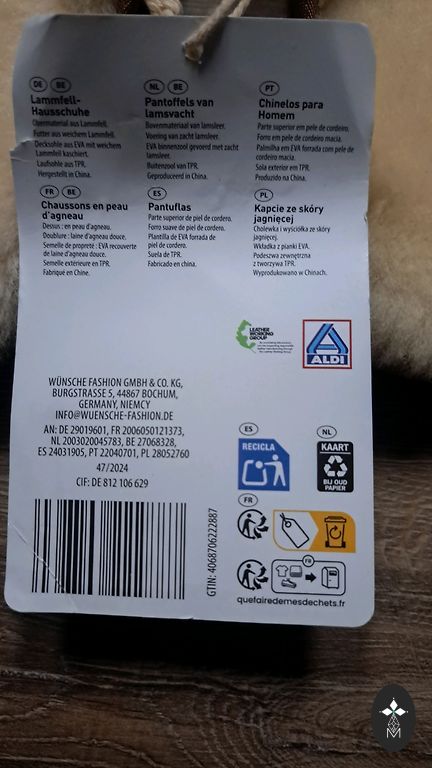 DE BE
Lammfell-
Hausschuhe
Obermaterial aus Lammfell.
Futter aus weichem Lammfell.
Decksohle aus EVA mit weichem
Lammfell kaschiert.
Laufsohle aus TPR.
Hergestellt in China.
NL BE
Pantoffels van
lamsvacht
Bovenmateriaal van lamsleer.
Voering van zacht lamsleer.
EVA binnenzool gevoerd met zacht
lamsleer.
Buitenzool van TPR.
Geproduceerd in China.
PT
Chinelos para
Homem
Parte superior em pele de cordeiro.
Forro em pele de cordeiro macia.
Palmilha em EVA forrada com pele de
cordeiro macia.
Sola exterior em TPR.
Produzido na China.
FR BE
Chaussons en peau
d'agneau
Dessus : en peau d'agneau.
Doublure : laine d'agneau douce.
Semelle de propreté : EVA recouverte
de laine d'agneau douce.
Semelle extérieure en TPR.
Fabriqué en Chine.
ES
Pantuflas
Parte superior de piel de cordero.
Forro suave de piel de cordero.
Plantilla de EVA forrada de
piel de cordero.
Suela de TPR.
Fabricado en china.
PL
Kapcie ze skóry
jagnięcej
Cholewka i wyściółka ze skóry
jagnięcej.
Wkładka z pianki EVA.
Podeszwa zewnętrzna
z tworzywa TPR.
Wyprodukowano w Chinach.
LEATHER
WORKING
GROUP
ALDI
WÜNSCHE FASHION GMBH & CO. KG,
BURGSTRASSE 5, 44867 BOCHUM,
GERMANY, NIEMCY
INFO@WUENSCHE-FASHION.DE
AN: DE 29019601, FR 2006050121373,
NL 2003020045783, BE 27068328,
ES 24031905, PT 22040701, PL 28052760
47/2024
CIF: DE 812 106 629
GTIN: 4068706222887
ES
RECICLA
NL
KAART
BIJ OUD
PAPIER
FR
FR
quefairedemesdechets.fr
M